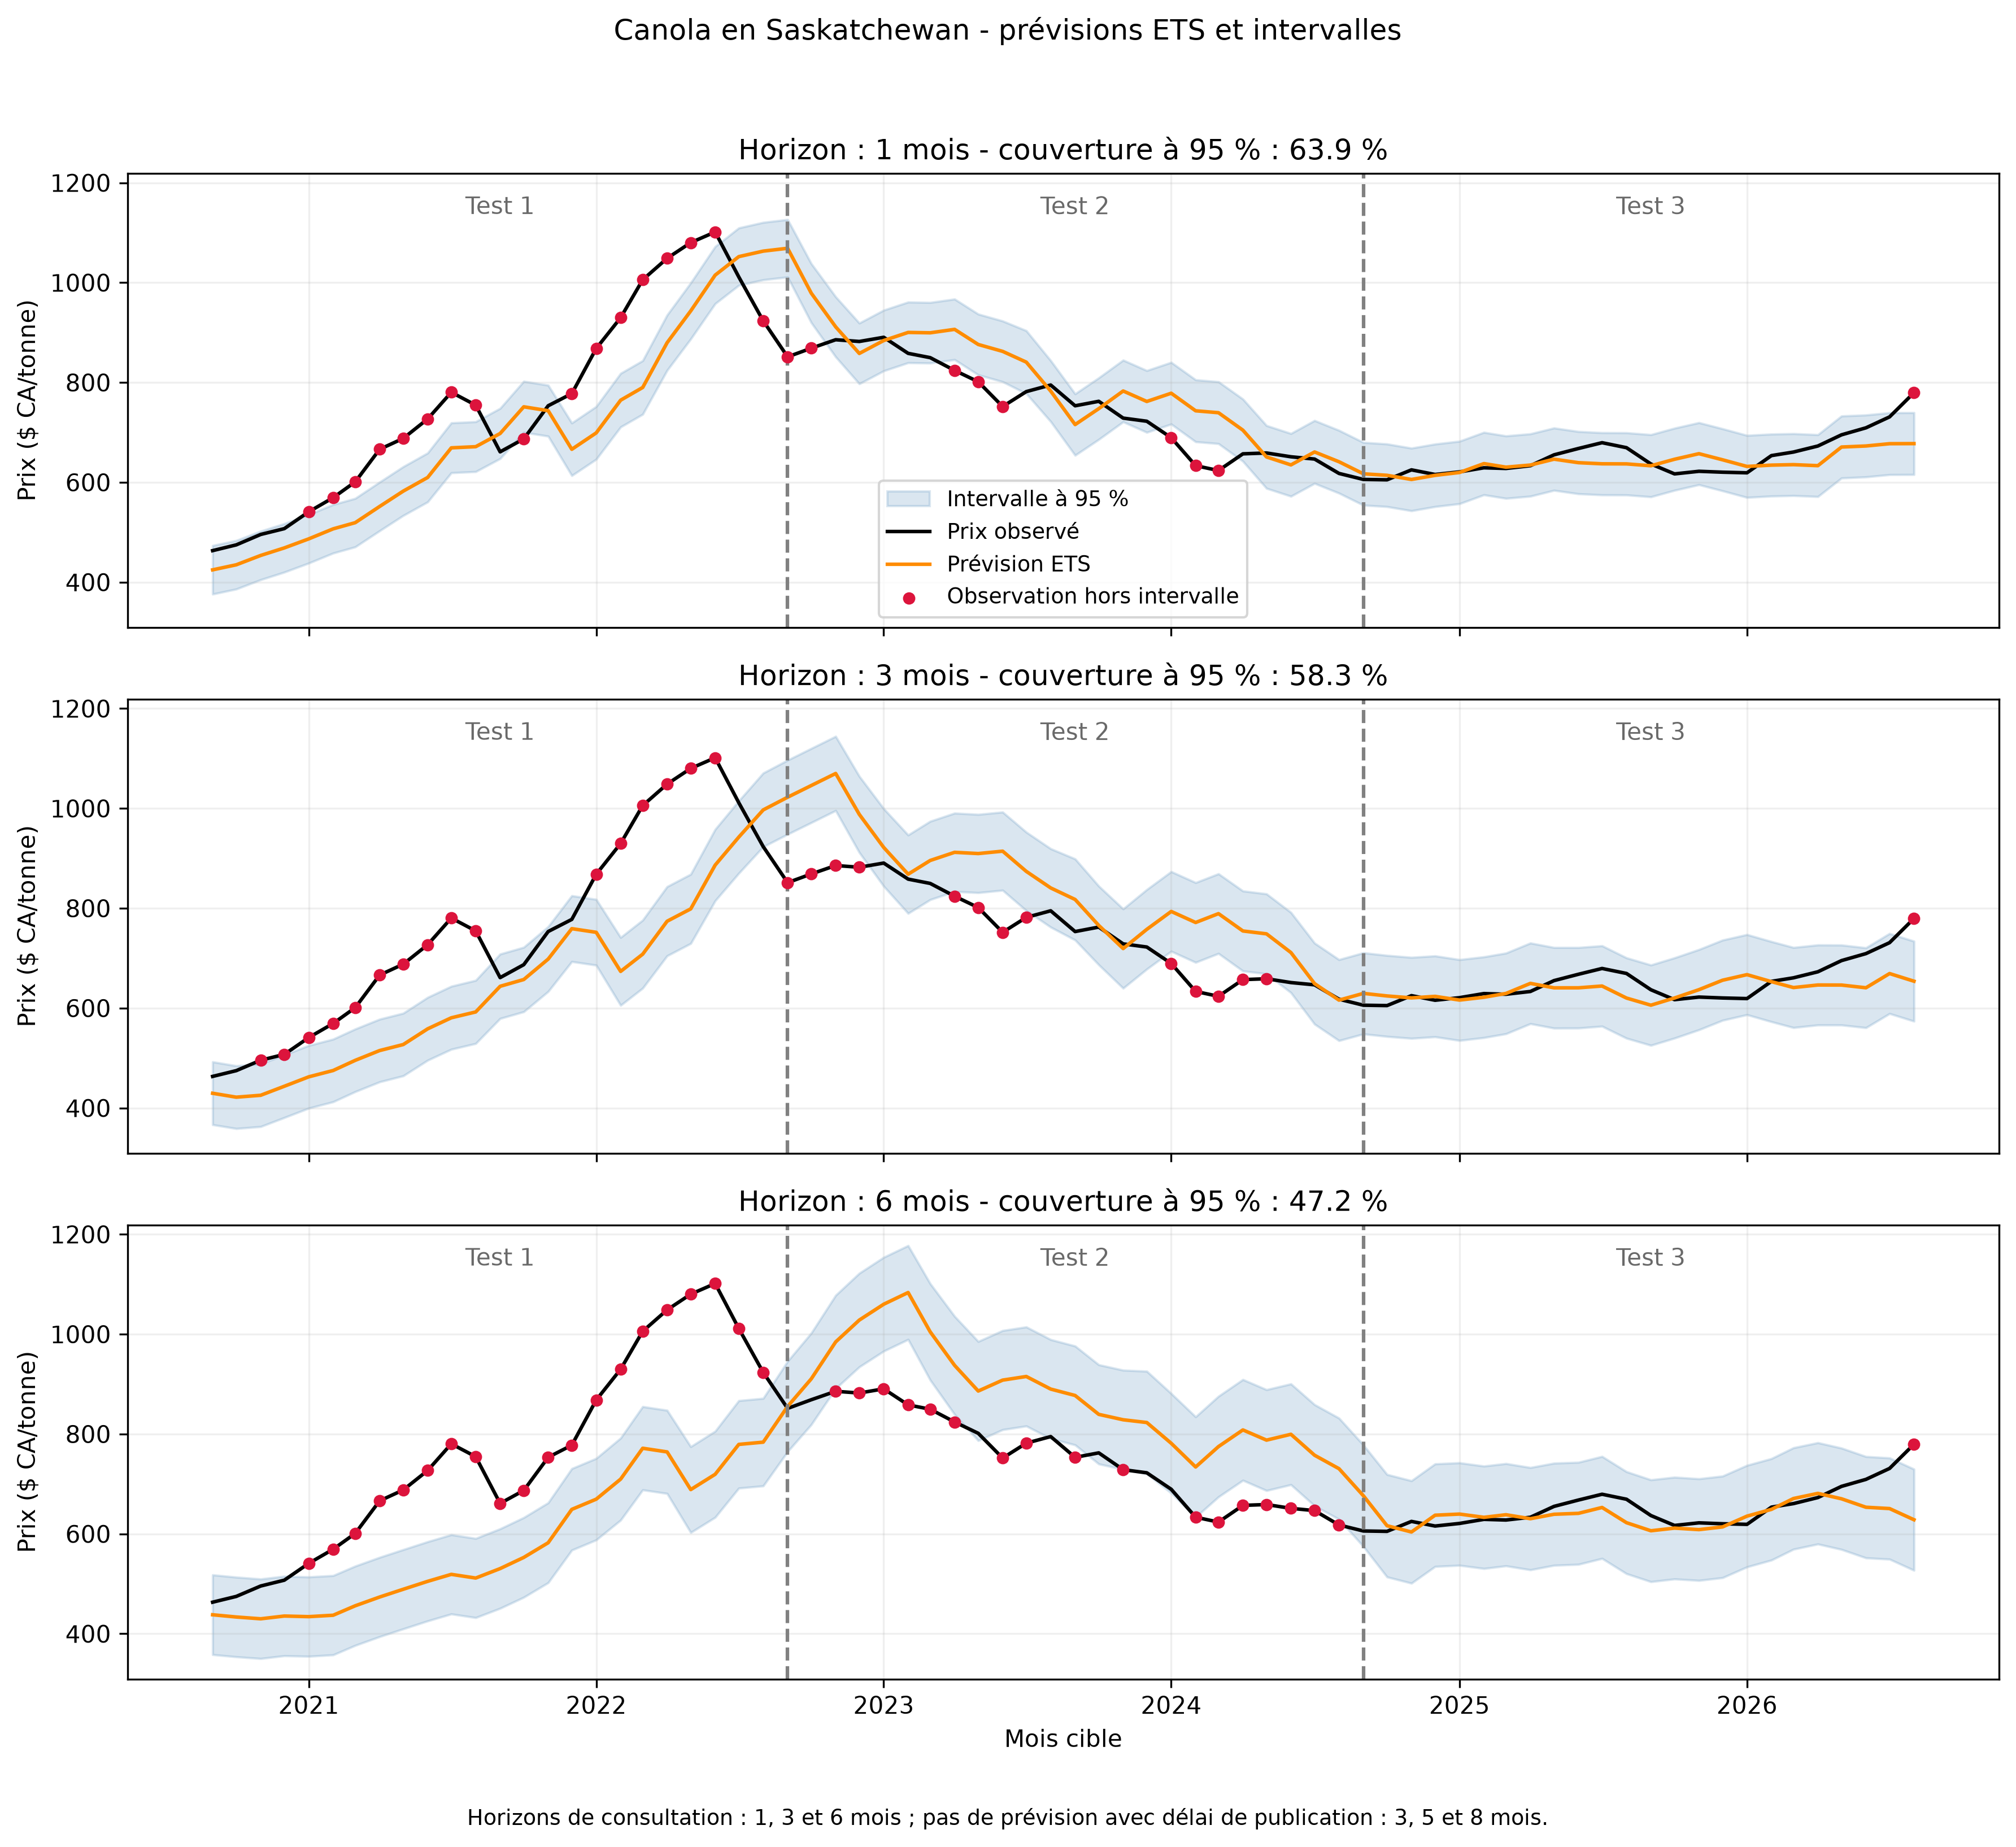 Canola en Saskatchewan - prévisions ETS et intervalles
Horizon : 1 mois - couverture à 95 % : 63.9 %
Prix ($ CA/tonne)
1200
1000
800
600
400
Test 1
Test 2
Test 3
Intervalle à 95 %
Prix observé
Prévision ETS
Observation hors intervalle
Horizon : 3 mois - couverture à 95 % : 58.3 %
Prix ($ CA/tonne)
1200
1000
800
600
400
Test 1
Test 2
Test 3
Horizon : 6 mois - couverture à 95 % : 47.2 %
Prix ($ CA/tonne)
1200
1000
800
600
400
Test 1
Test 2
Test 3
2021
2022
2023
2024
2025
2026
Mois cible
Horizons de consultation : 1, 3 et 6 mois ; pas de prévision avec délai de publication : 3, 5 et 8 mois.